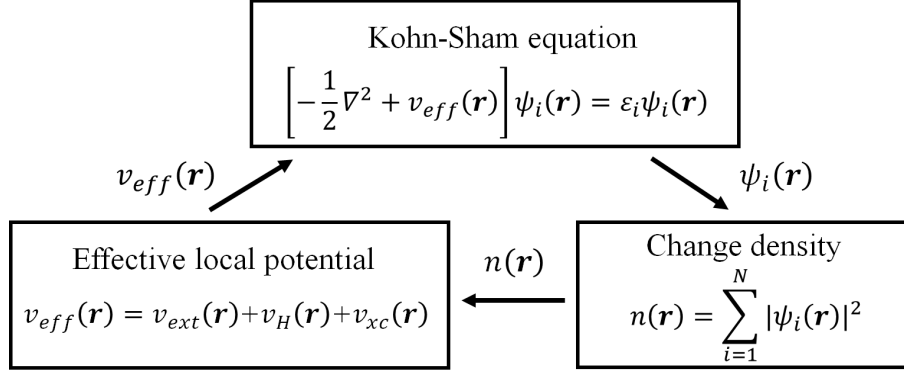 Kohn-Sham equation
[-1/2 ∇² + v_eff(r)] ψ_i(r) = ε_i ψ_i(r)
v_eff(r)
ψ_i(r)
Effective local potential
v_eff(r) = v_ext(r)+v_H(r)+v_xc(r)
n(r)
Change density
n(r) = ∑_{i=1}^{N} |ψ_i(r)|²